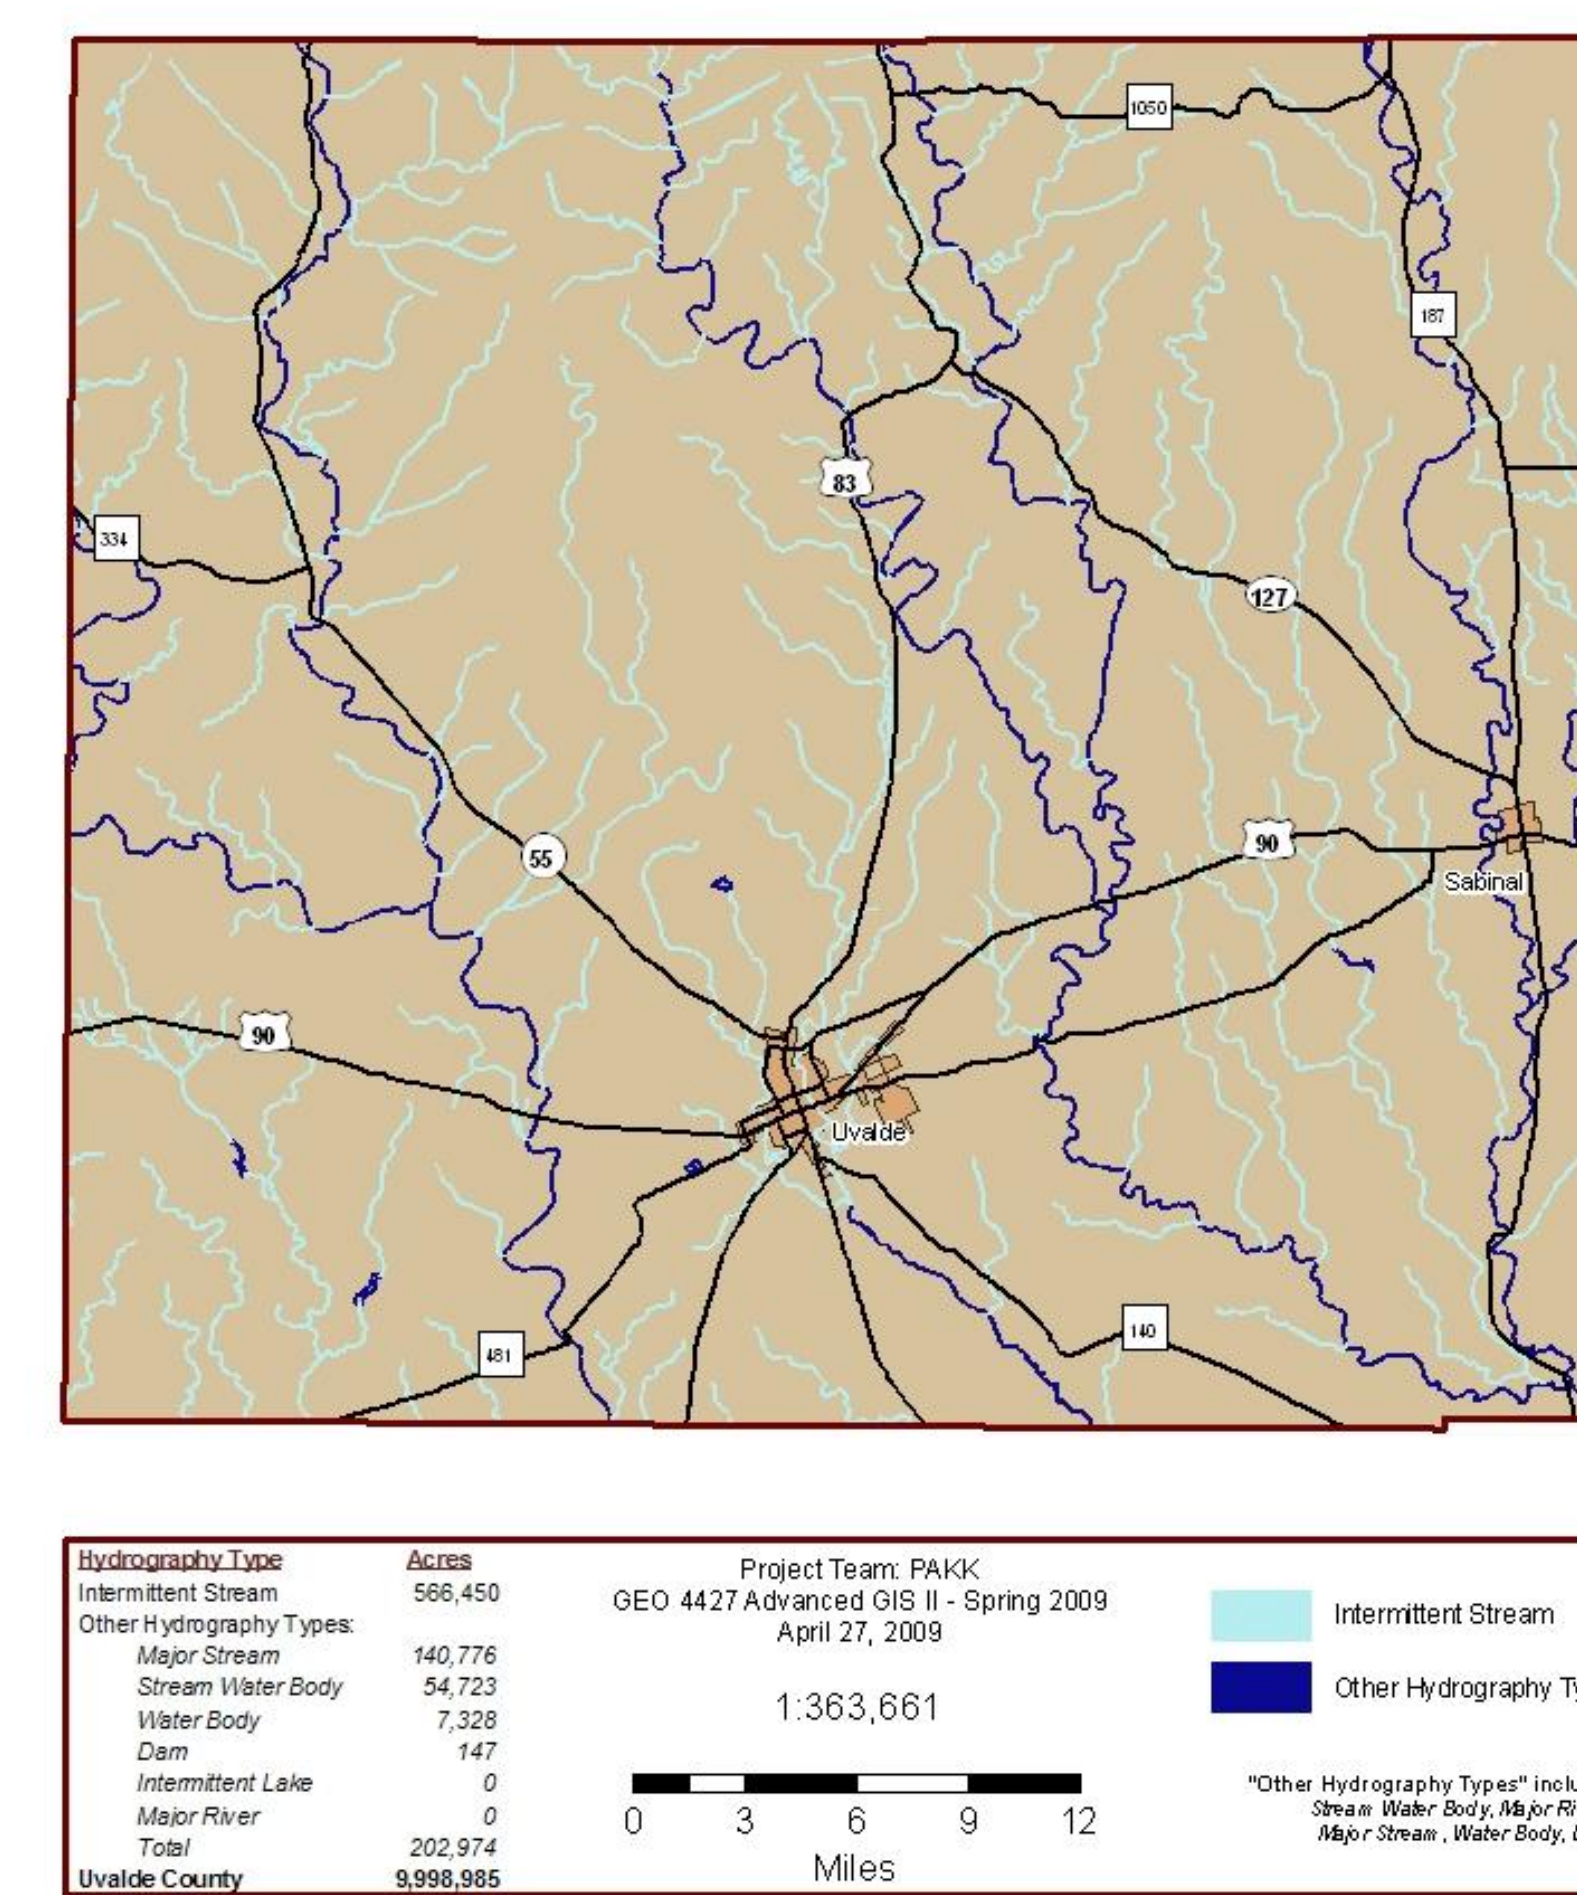 1050
187
83
334
127
55
90
Sabinal
90
Uvalde
481
140
Hydrography Type Acres
Intermittent Stream 566,450
Other Hydrography Types:
Major Stream 140,776
Stream Water Body 54,723
Water Body 7,328
Dam 147
Intermittent Lake 0
Major River 0
Total 202,974
Uvalde County 9,998,985
Project Team: PAKK
GEO 4427 Advanced GIS II - Spring 2009
April 27, 2009
1:363,661
0 3 6 9 12
Miles
Intermittent Stream
Other Hydrography
"Other Hydrography Types"
Stream Water Body, Major
Major Stream, Water Body,